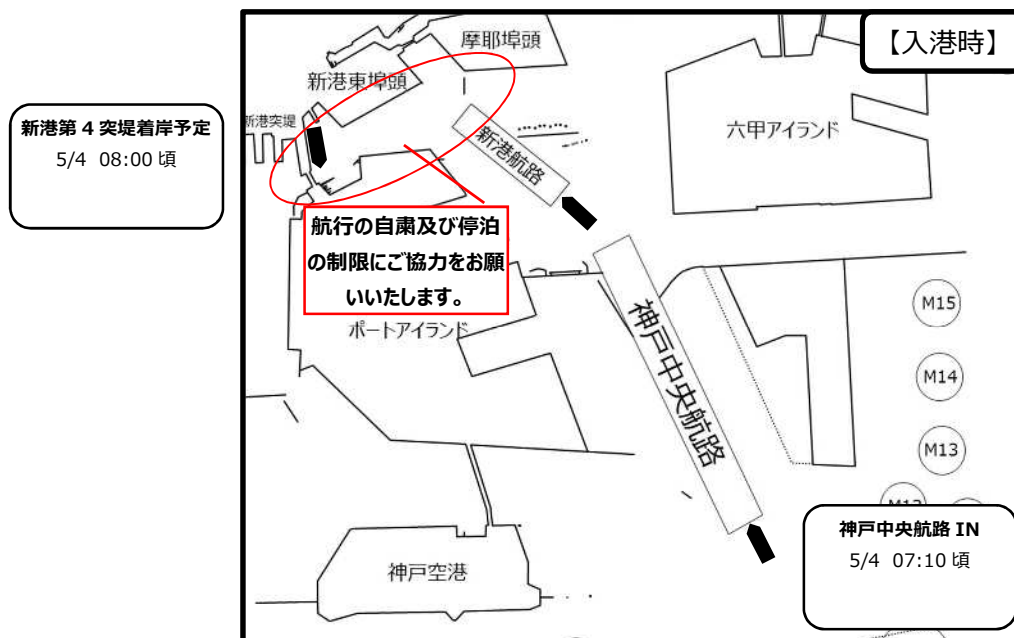 【入港時】
摩耶埠頭
新港東埠頭
新港突堤
新港第4突堤着岸予定
5/4 08:00 頃
新港航路
六甲アイランド
航行の自粛及び停泊
の制限にご協力をお願
いいたします。
ポートアイランド
神戸中央航路
M15
M14
M13
M12
神戸中央航路 IN
5/4 07:10 頃
神戸空港